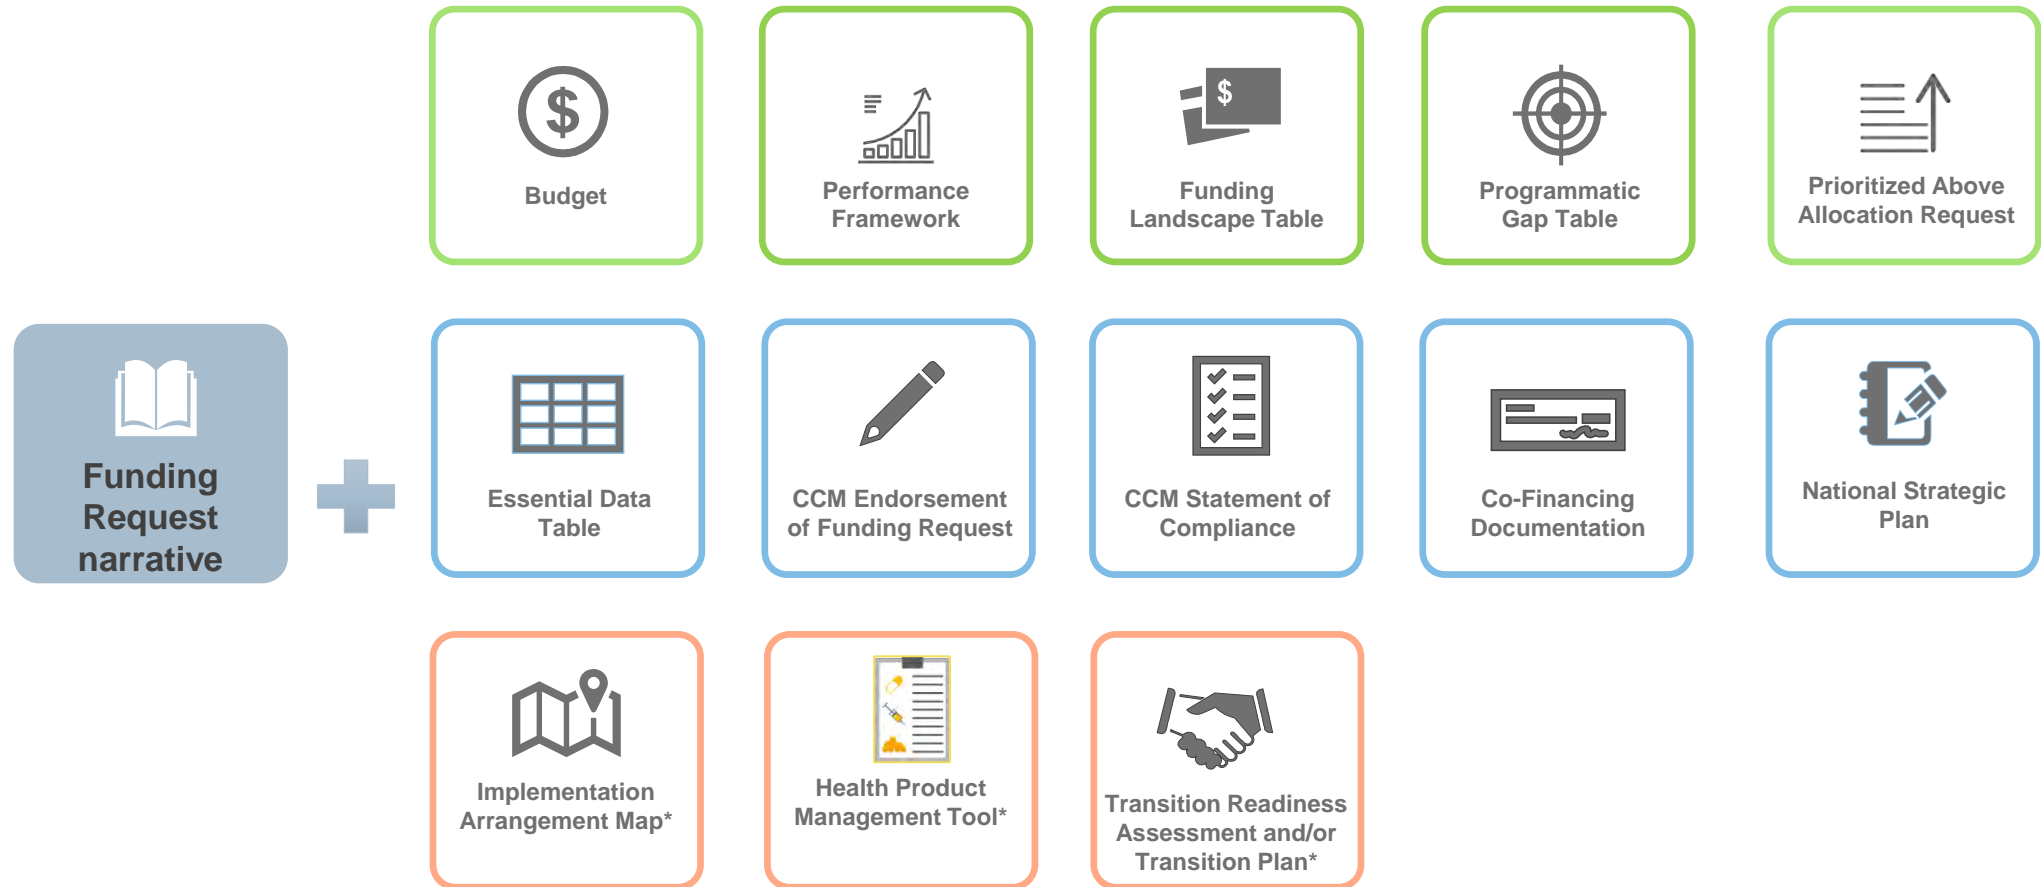 $
Budget
Performance
Framework
$
Funding
Landscape Table
Programmatic
Gap Table
Prioritized Above
Allocation Request
Funding
Request
narrative
Essential Data
Table
CCM Endorsement
of Funding Request
CCM Statement of
Compliance
Co-Financing
Documentation
National Strategic
Plan
Implementation
Arrangement Map*
Health Product
Management Tool*
Transition Readiness
Assessment and/or
Transition Plan*